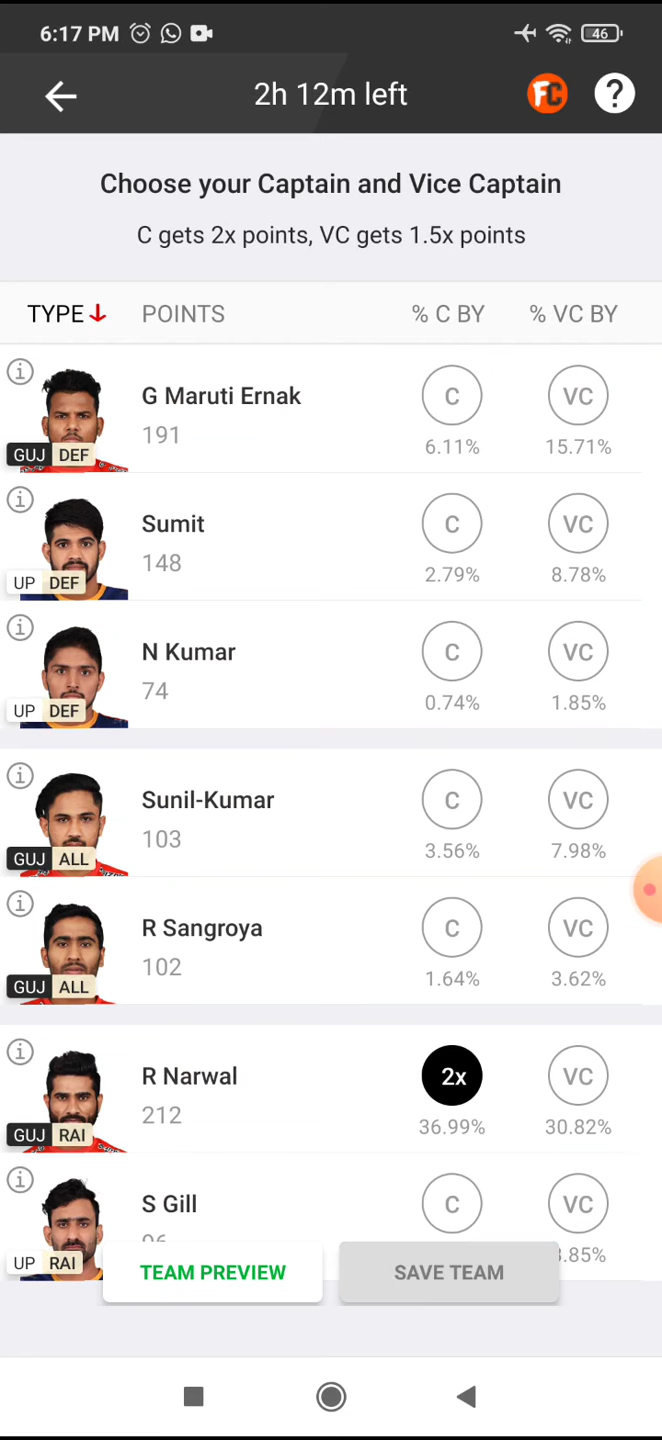 6:17 PM
46
2h 12m left
FC
?
Choose your Captain and Vice Captain
C gets 2x points, VC gets 1.5x points
TYPE POINTS % C BY % VC BY
G Maruti Ernak
191
C VC
6.11% 15.71%
GUJ DEF
Sumit
148
C VC
2.79% 8.78%
UP DEF
N Kumar
74
C VC
0.74% 1.85%
UP DEF
Sunil-Kumar
103
C VC
3.56% 7.98%
GUJ ALL
R Sangroya
102
C VC
1.64% 3.62%
GUJ ALL
R Narwal
212
2x VC
36.99% 30.82%
GUJ RAI
S Gill
C VC
.85%
UP RAI
TEAM PREVIEW SAVE TEAM